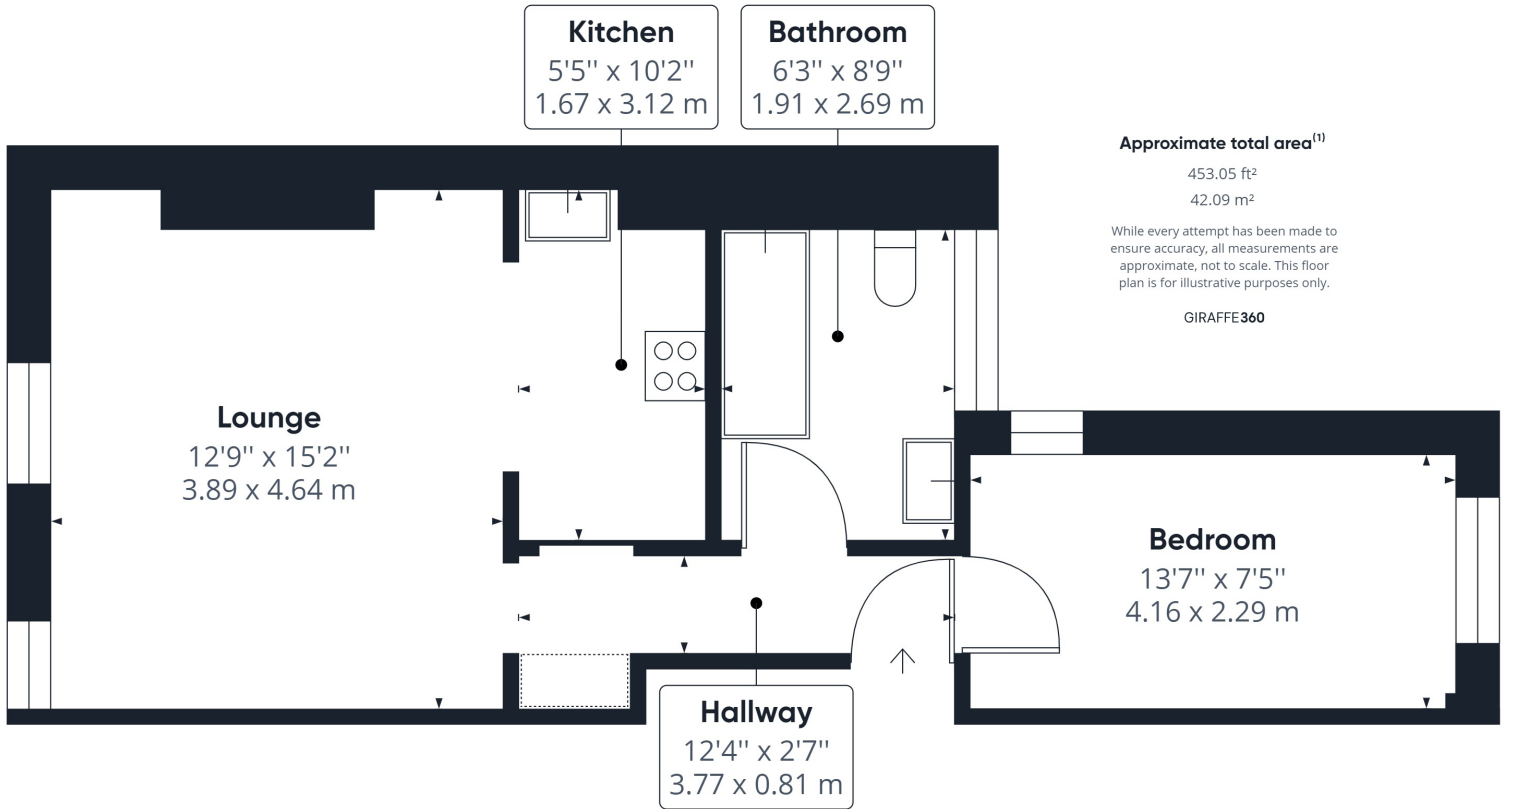 Kitchen
5'5'' x 10'2''
1.67 x 3.12 m
Bathroom
6'3'' x 8'9''
1.91 x 2.69 m
Approximate total area(1)
453.05 ft²
42.09 m²
While every attempt has been made to
ensure accuracy, all measurements are
approximate, not to scale. This floor
plan is for illustrative purposes only.
GIRAFFE360
Lounge
12'9'' x 15'2''
3.89 x 4.64 m
Bedroom
13'7'' x 7'5''
4.16 x 2.29 m
Hallway
12'4'' x 2'7''
3.77 x 0.81 m